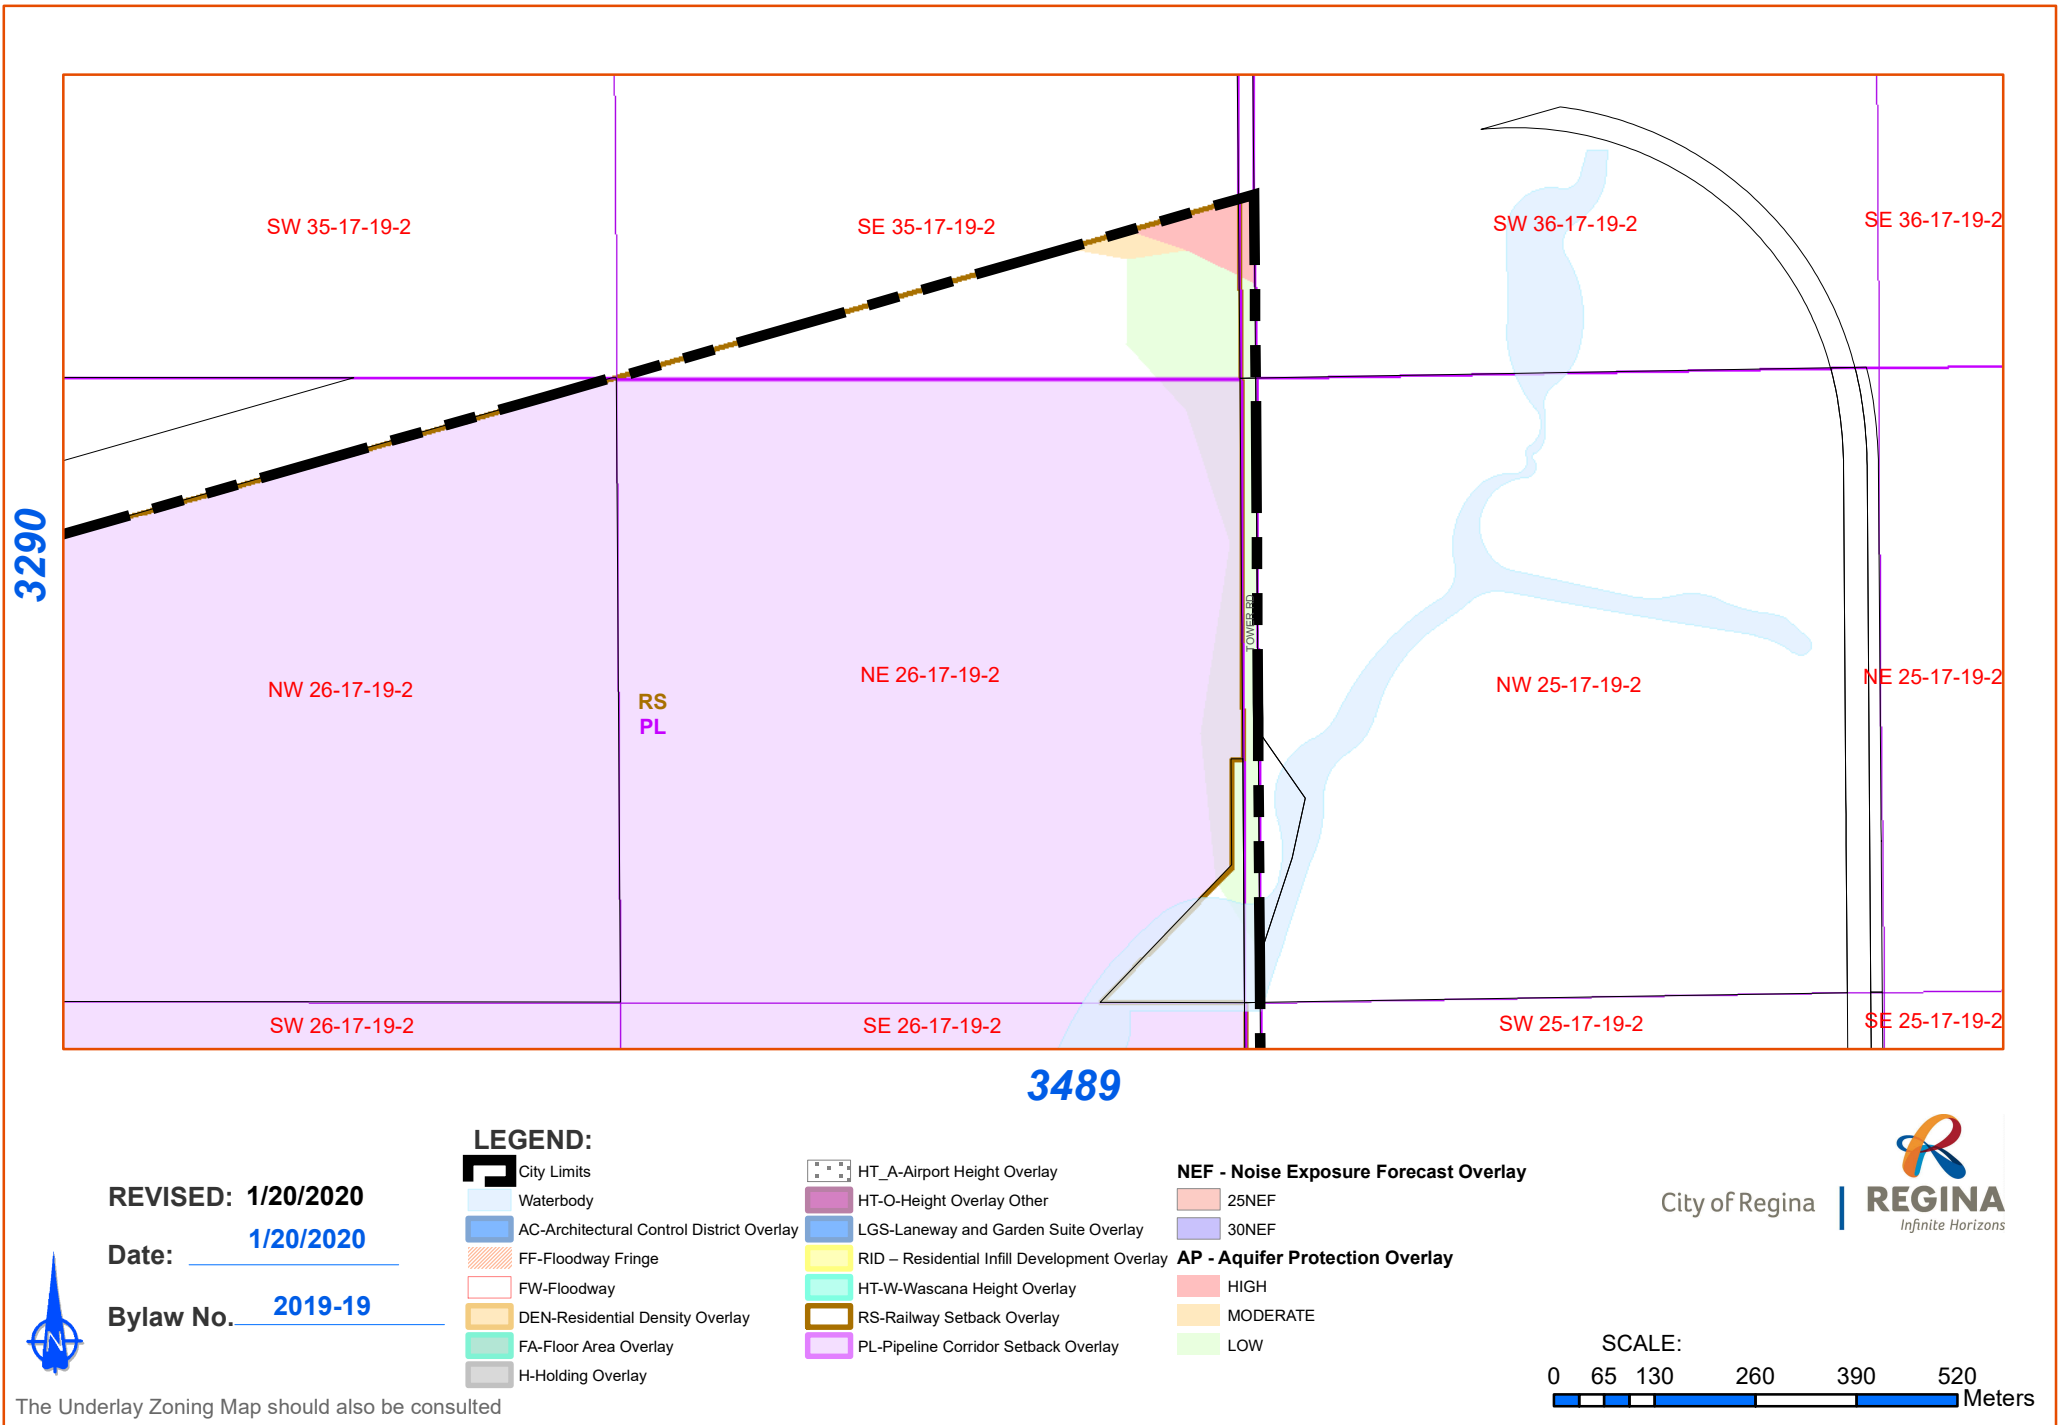 SW 35-17-19-2
SE 35-17-19-2
SW 36-17-19-2
SE 36-17-19-2
3290
TOWER RD
NW 26-17-19-2
RS
PL
NE 26-17-19-2
NW 25-17-19-2
NE 25-17-19-2
SW 26-17-19-2
SE 26-17-19-2
SW 25-17-19-2
SE 25-17-19-2
3489
REVISED: 1/20/2020
Date: 1/20/2020
Bylaw No. 2019-19
N
LEGEND:
City Limits
Waterbody
AC-Architectural Control District Overlay
FF-Floodway Fringe
FW-Floodway
DEN-Residential Density Overlay
FA-Floor Area Overlay
H-Holding Overlay
HT_A-Airport Height Overlay
HT-O-Height Overlay Other
LGS-Laneway and Garden Suite Overlay
RID – Residential Infill Development Overlay
HT-W-Wascana Height Overlay
RS-Railway Setback Overlay
PL-Pipeline Corridor Setback Overlay
NEF - Noise Exposure Forecast Overlay
25NEF
30NEF
AP - Aquifer Protection Overlay
HIGH
MODERATE
LOW
City of Regina
REGINA
Infinite Horizons
SCALE:
0 65 130 260 390 520
Meters
The Underlay Zoning Map should also be consulted